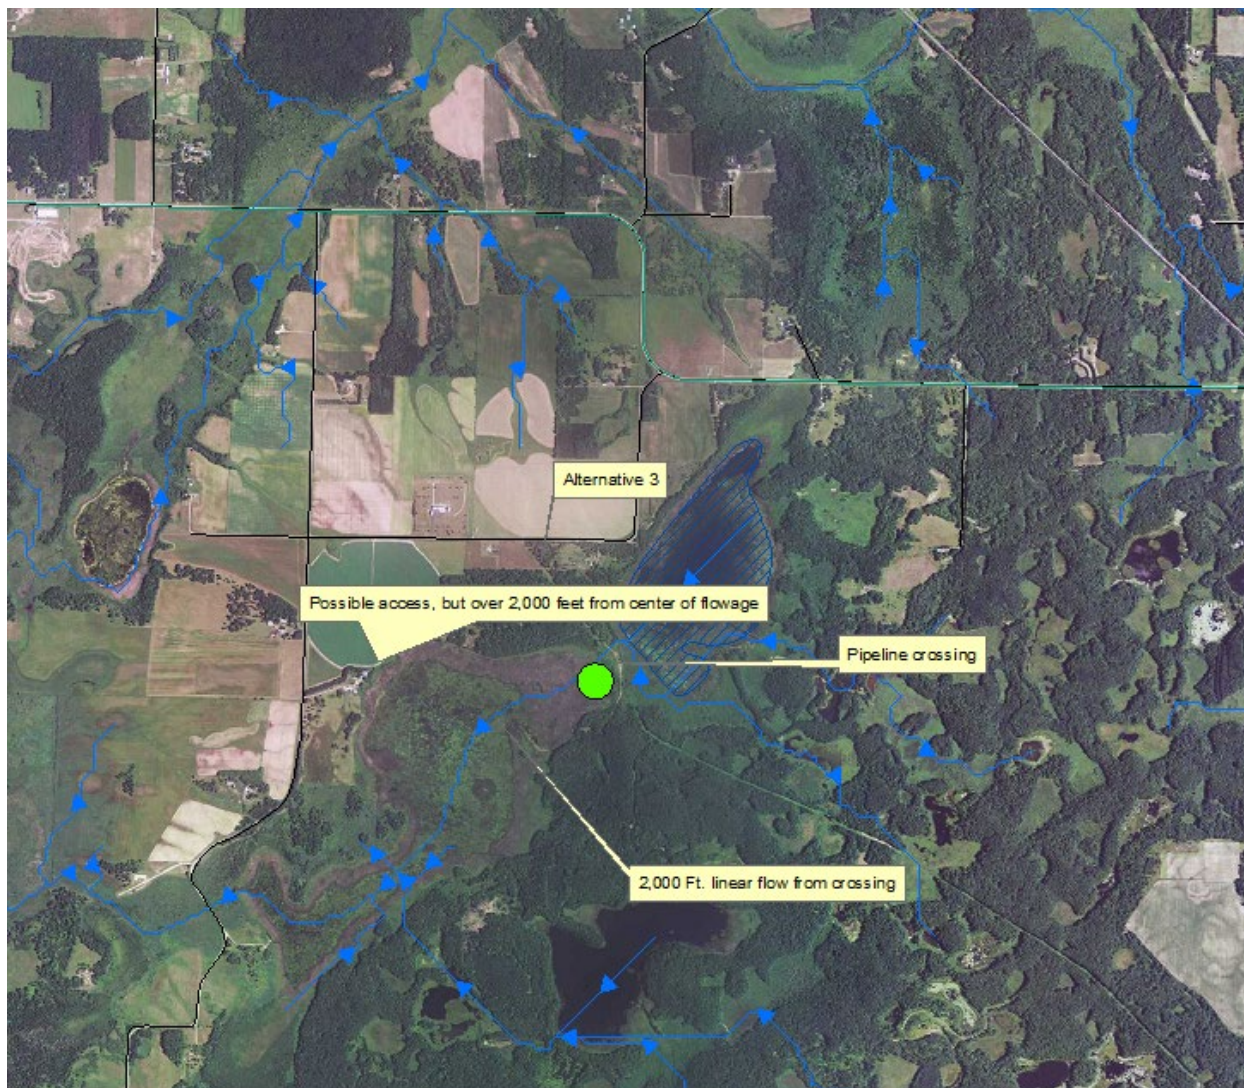 Alternative 3
Possible access, but over 2,000 feet from center of flowage
Pipeline crossing
2,000 Ft. linear flow from crossing